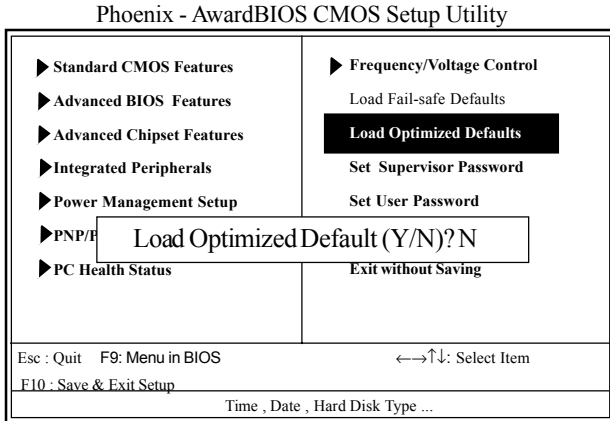 Phoenix - AwardBIOS CMOS Setup Utility
Standard CMOS Features
Advanced BIOS Features
Advanced Chipset Features
Integrated Peripherals
Power Management Setup
PNP/P
PC Health Status
Frequency/Voltage Control
Load Fail-safe Defaults
Load Optimized Defaults
Set Supervisor Password
Set User Password
Exit without Saving
Load Optimized Default (Y/N)? N
Esc : Quit F9: Menu in BIOS ←→↑↓: Select Item
F10 : Save & Exit Setup
Time , Date , Hard Disk Type ...